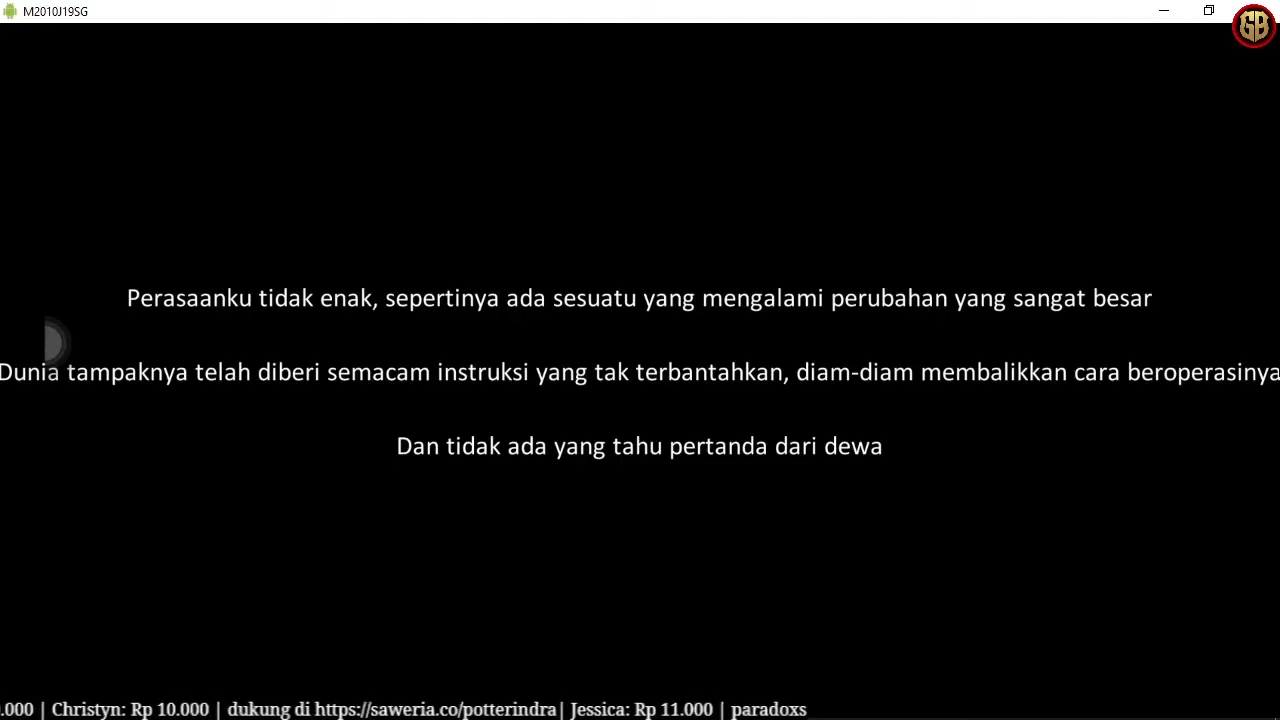 M2010J19SG
GB
Perasaanku tidak enak, sepertinya ada sesuatu yang mengalami perubahan yang sangat besar
Dunia tampaknya telah diberi semacam instruksi yang tak terbantahkan, diam-diam membalikkan cara beroperasinya
Dan tidak ada yang tahu pertanda dari dewa
.000 | Christyn: Rp 10.000 | dukung di https://saweria.co/potterindra| Jessica: Rp 11.000 | paradoxs